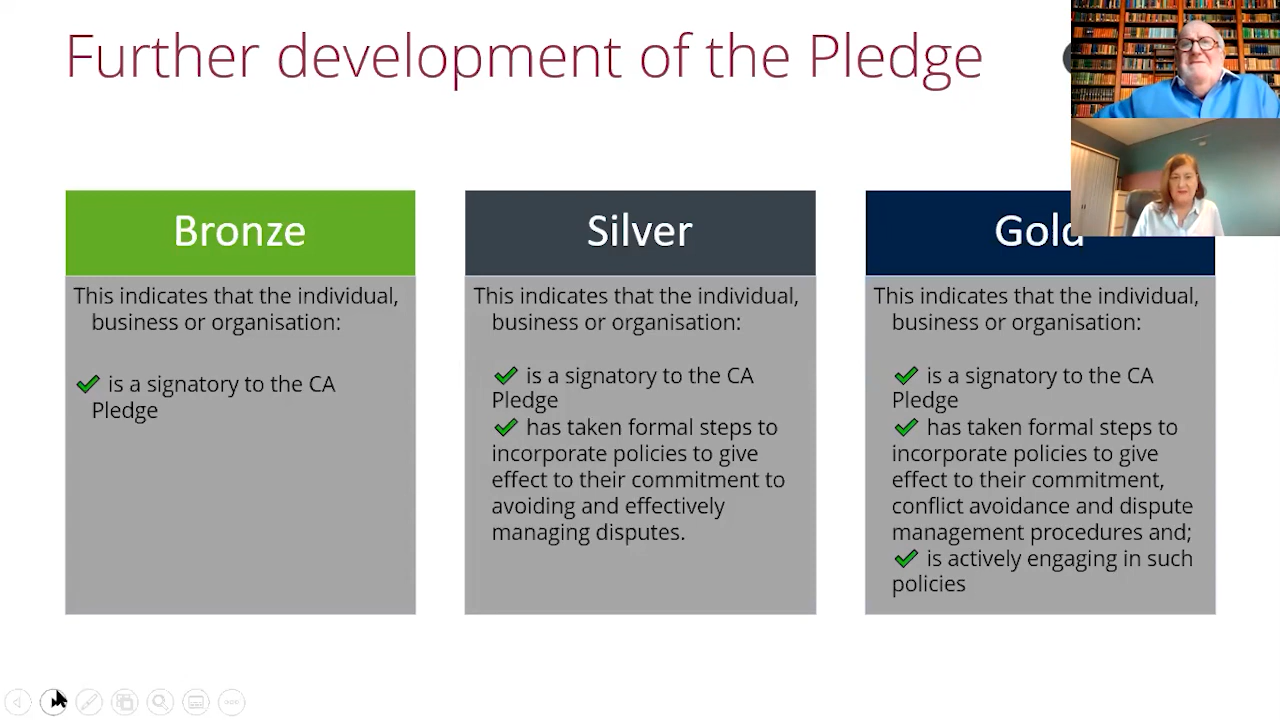 Further development of the Pledge
Bronze
This indicates that the individual,
business or organisation:
is a signatory to the CA
Pledge
Silver
This indicates that the individual,
business or organisation:
is a signatory to the CA
Pledge
has taken formal steps to
incorporate policies to give
effect to their commitment to
avoiding and effectively
managing disputes.
Gold
This indicates that the individual,
business or organisation:
is a signatory to the CA
Pledge
has taken formal steps to
incorporate policies to give
effect to their commitment,
conflict avoidance and dispute
management procedures and;
is actively engaging in such
policies